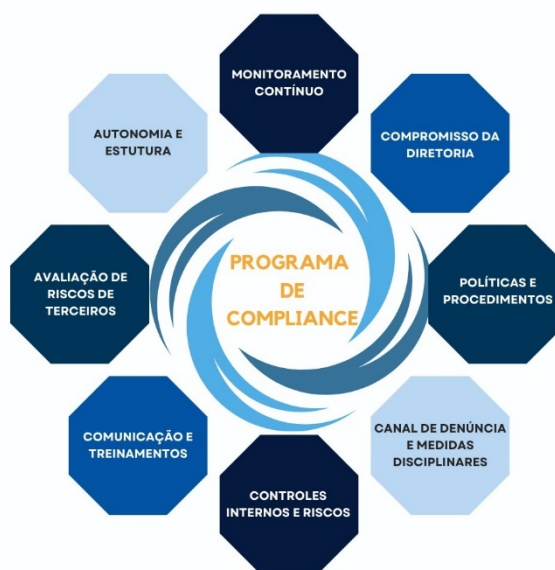 MONITORAMENTO
CONTÍNUO
COMPROMISSO DA
DIRETORIA
POLÍTICAS E
PROCEDIMENTOS
CANAL DE DENÚNCIA
E MEDIDAS
DISCIPLINARES
CONTROLES
INTERNOS E RISCOS
COMUNICAÇÃO E
TREINAMENTOS
AVALIAÇÃO DE
RISCOS DE
TERCEIROS
AUTONOMIA E
ESTUTURA
PROGRAMA
DE
COMPLIANCE